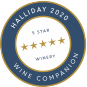 HALLIDAY 2020
5 STAR
WINERY
WINE COMPANION